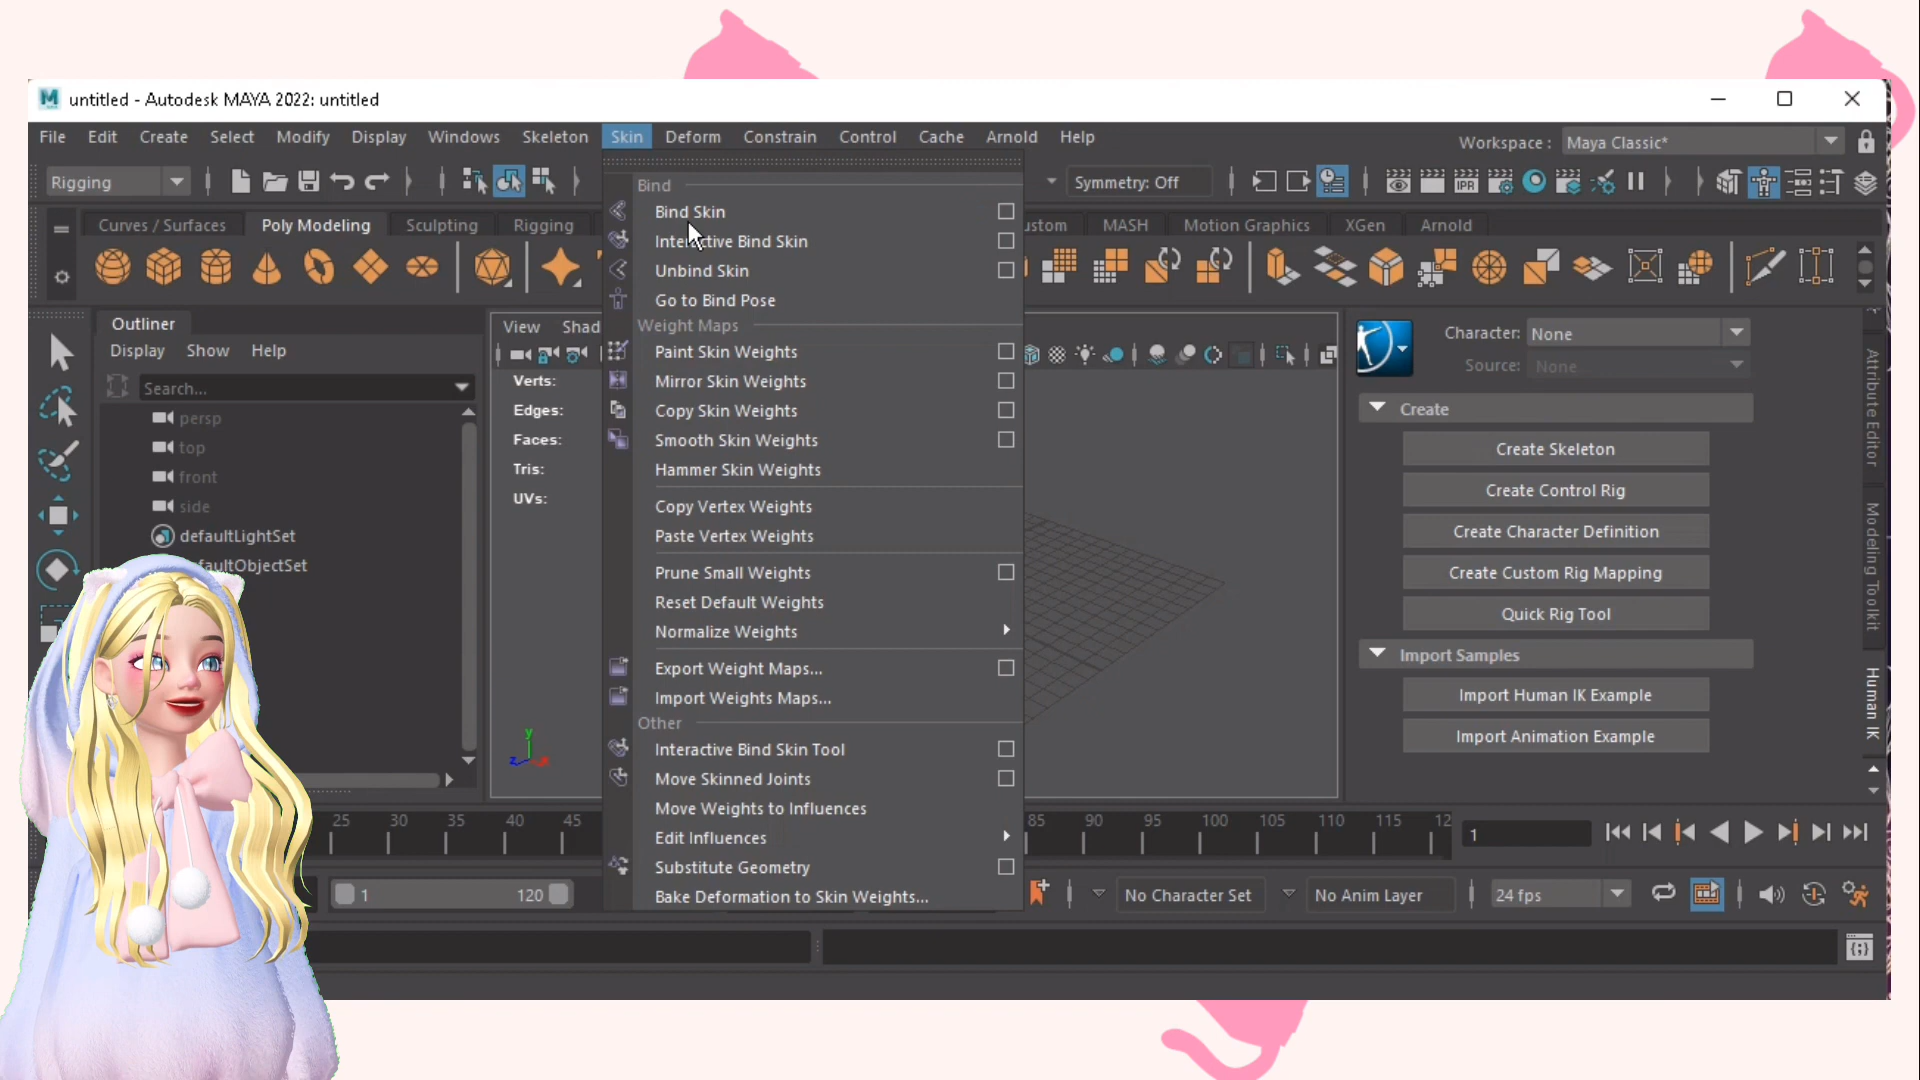 untitled - Autodesk MAYA 2022: untitled
File Edit Create Select Modify Display Windows Skeleton Skin Deform Constrain Control Cache Arnold Help
Workspace : Maya Classic*
Rigging
Symmetry: Off
IPR
Curves / Surfaces Poly Modeling Sculpting Rigging
ustom MASH Motion Graphics XGen Arnold
Outliner
Display Show Help
Search...
persp
top
front
side
defaultLightSet
faultObjectSet
View Shad
Verts:
Edges:
Faces:
Tris:
UVs:
y
z
Bind
Bind Skin
Interactive Bind Skin
Unbind Skin
Go to Bind Pose
Weight Maps
Paint Skin Weights
Mirror Skin Weights
Copy Skin Weights
Smooth Skin Weights
Hammer Skin Weights
Copy Vertex Weights
Paste Vertex Weights
Prune Small Weights
Reset Default Weights
Normalize Weights
Export Weight Maps...
Import Weights Maps...
Other
Interactive Bind Skin Tool
Move Skinned Joints
Move Weights to Influences
Edit Influences
Substitute Geometry
Bake Deformation to Skin Weights...
Character: None
Source: None
Create
Create Skeleton
Create Control Rig
Create Character Definition
Create Custom Rig Mapping
Quick Rig Tool
Import Samples
Import Human IK Example
Import Animation Example
Attribute Editor
Modeling Toolkit
Human IK
25 30 35 40 45
85 90 95 100 105 110 115 12
1
1 120
No Character Set
No Anim Layer
24 fps